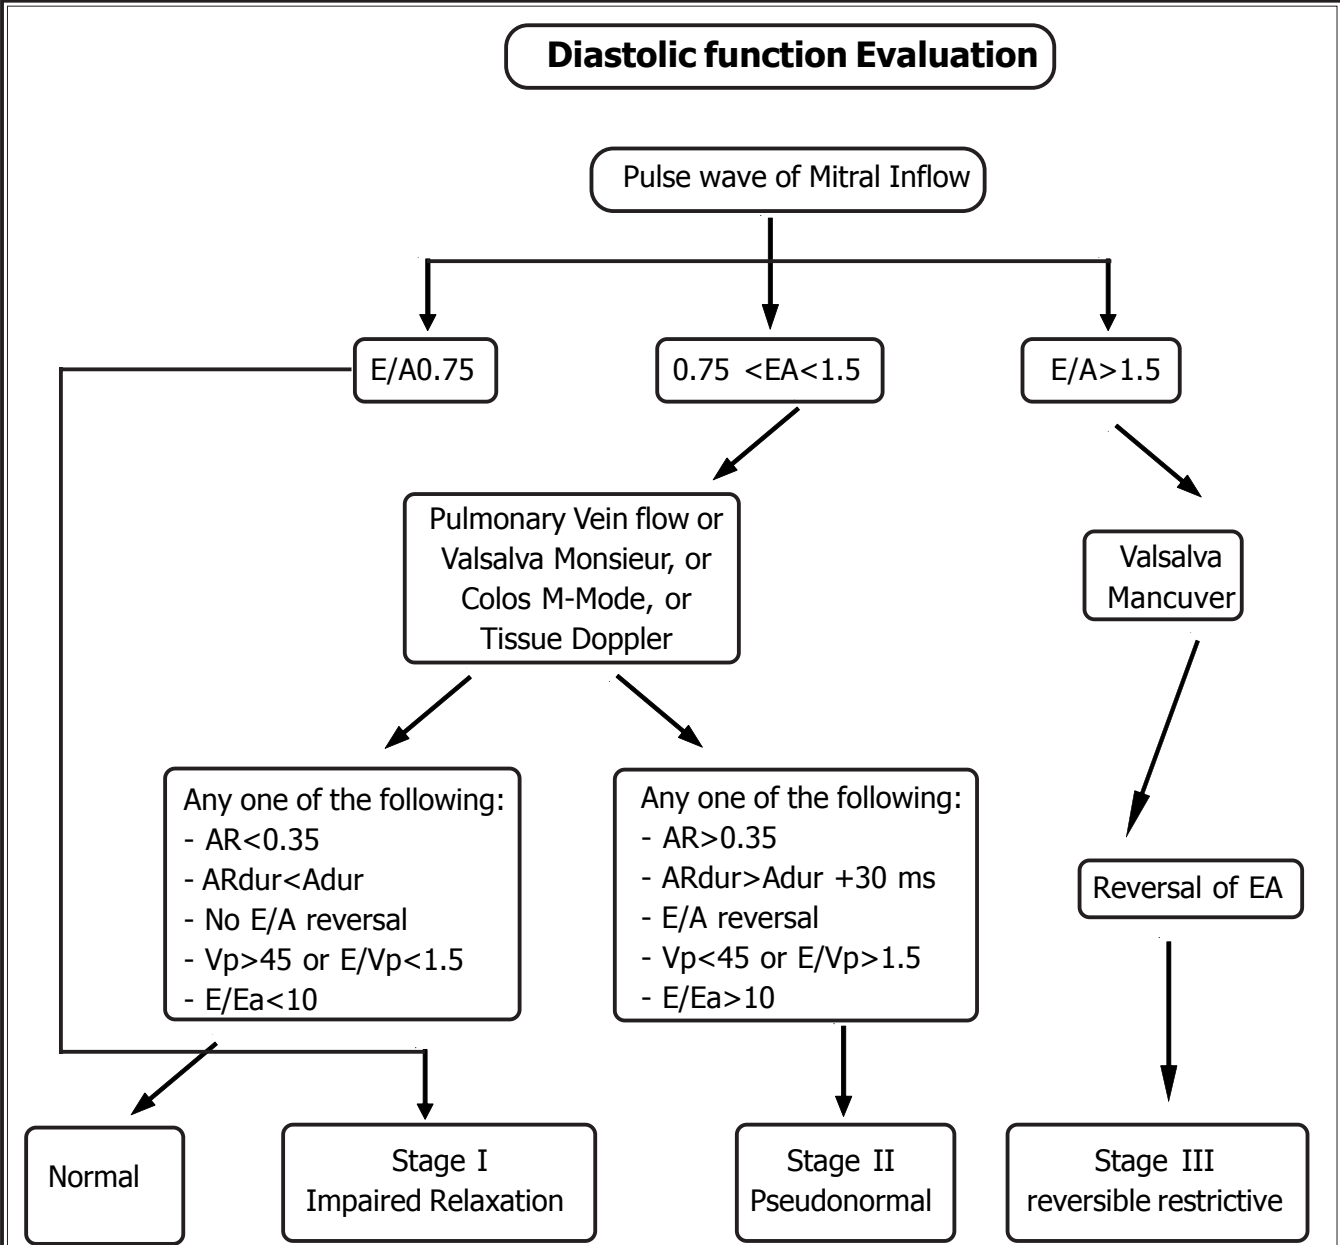 Diastolic function Evaluation
Pulse wave of Mitral Inflow
E/A0.75
0.75 <EA<1.5
E/A>1.5
Pulmonary Vein flow or
Valsalva Monsieur, or
Colos M-Mode, or
Tissue Doppler
Valsalva
Mancuver
Any one of the following:
- AR<0.35
- ARdur<Adur
- No E/A reversal
- Vp>45 or E/Vp<1.5
- E/Ea<10
Any one of the following:
- AR>0.35
- ARdur>Adur +30 ms
- E/A reversal
- Vp<45 or E/Vp>1.5
- E/Ea>10
Reversal of EA
Normal
Stage I
Impaired Relaxation
Stage II
Pseudonormal
Stage III
reversible restrictive